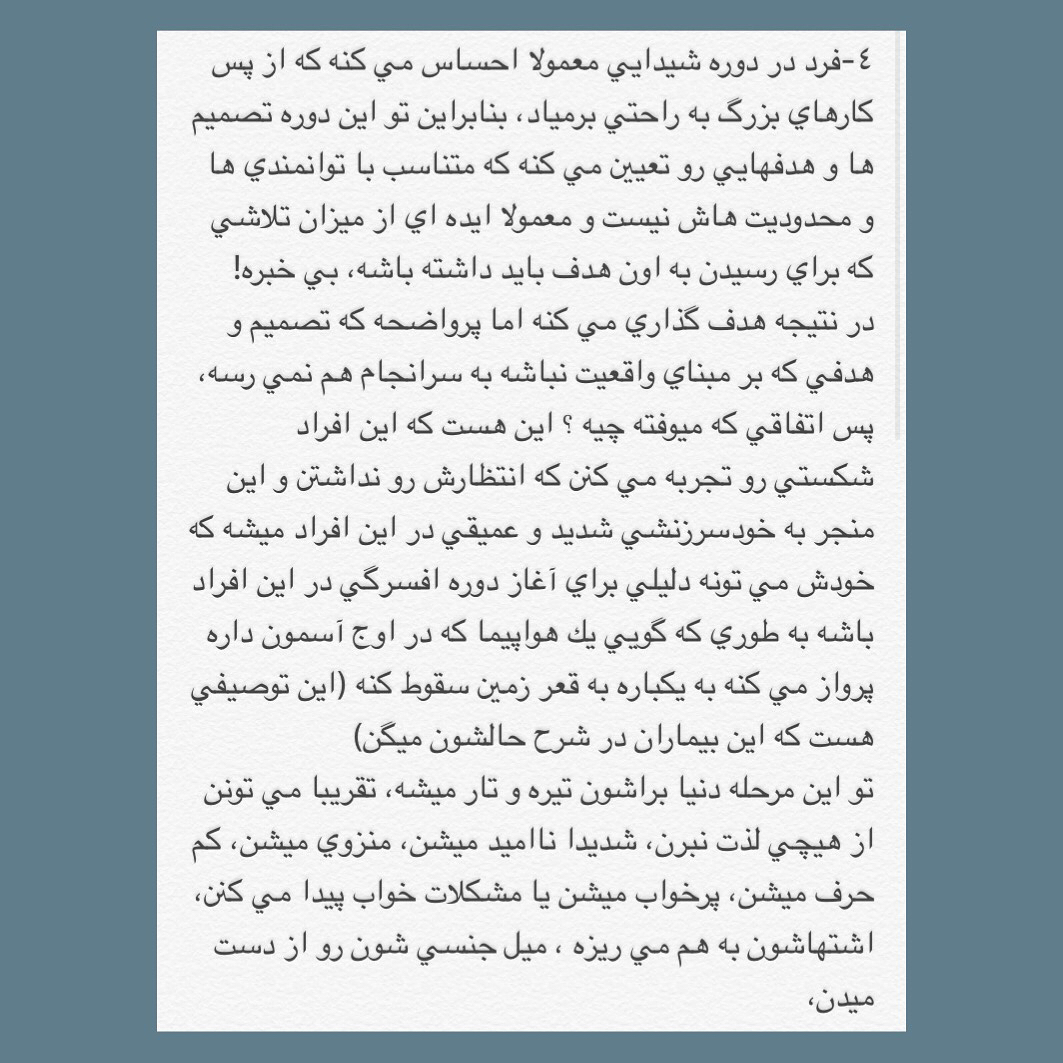 ٤-فرد در دوره شيدايي معمولا احساس مي كنه كه از پس
كارهاي بزرگ به راحتي برمياد، بنابراين تو اين دوره تصميم
ها و هدفهايي رو تعيين مي كنه كه متناسب با توانمندي ها
و محدوديت هاش نيست و معمولا ايده اي از ميزان تلاشي
كه براي رسيدن به اون هدف بايد داشته باشه، بي خبره!
در نتيجه هدف گذاري مي كنه اما پرواضحه كه تصميم و
هدفي كه بر مبناي واقعيت نباشه به سرانجام هم نمي رسه،
پس اتفاقي كه ميوفته چيه ؟ اين هست كه اين افراد
شكستي رو تجربه مي كنن كه انتظارش رو نداشتن و اين
منجر به خودسرزنشي شديد و عميقي در اين افراد ميشه كه
خودش مي تونه دليلي براي آغاز دوره افسرگي در اين افراد
باشه به طوري كه گويي يك هواپيما كه در اوج آسمون داره
پرواز مي كنه به يكباره به قعر زمين سقوط كنه (اين توصيفي
هست كه اين بيماران در شرح حالشون ميگن)
تو اين مرحله دنيا براشون تيره و تار ميشه، تقريبا مي تونن
از هيچي لذت نبرن، شديدا نااميد ميشن، منزوي ميشن، كم
حرف ميشن، پرخواب ميشن يا مشكلات خواب پيدا مي كنن،
اشتهاشون به هم مي ريزه ، ميل جنسي شون رو از دست
ميدن،